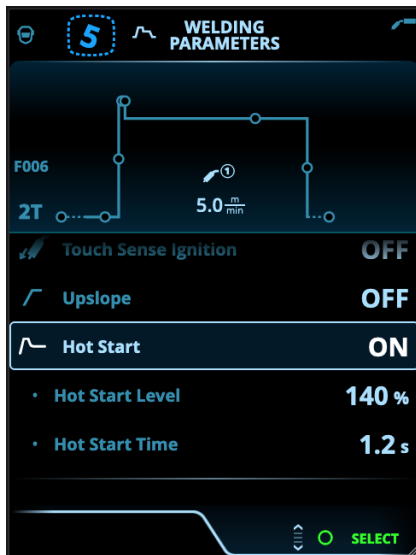 5
WELDING
PARAMETERS
F006
1
2T
5.0 m/min
Touch Sense Ignition OFF
Upslope OFF
Hot Start ON
• Hot Start Level 140 %
• Hot Start Time 1.2 s
SELECT